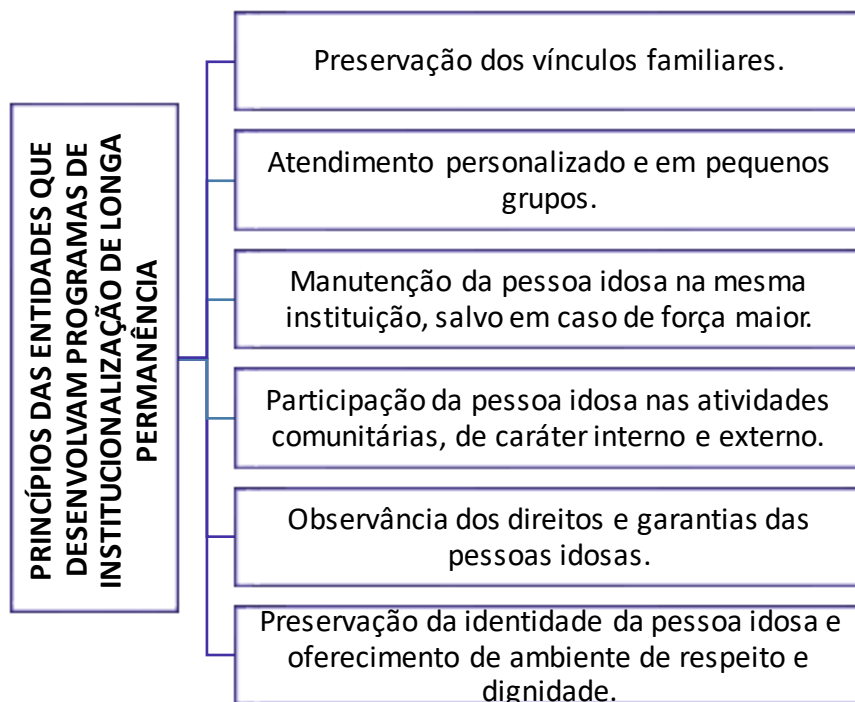 PRINCÍPIOS DAS ENTIDADES QUE
DESENVOLVAM PROGRAMAS DE
INSTITUCIONALIZAÇÃO DE LONGA
PERMANÊNCIA
Preservação dos vínculos familiares.
Atendimento personalizado e em pequenos
grupos.
Manutenção da pessoa idosa na mesma
instituição, salvo em caso de força maior.
Participação da pessoa idosa nas atividades
comunitárias, de caráter interno e externo.
Observância dos direitos e garantias das
pessoas idosas.
Preservação da identidade da pessoa idosa e
oferecimento de ambiente de respeito e
dignidade.